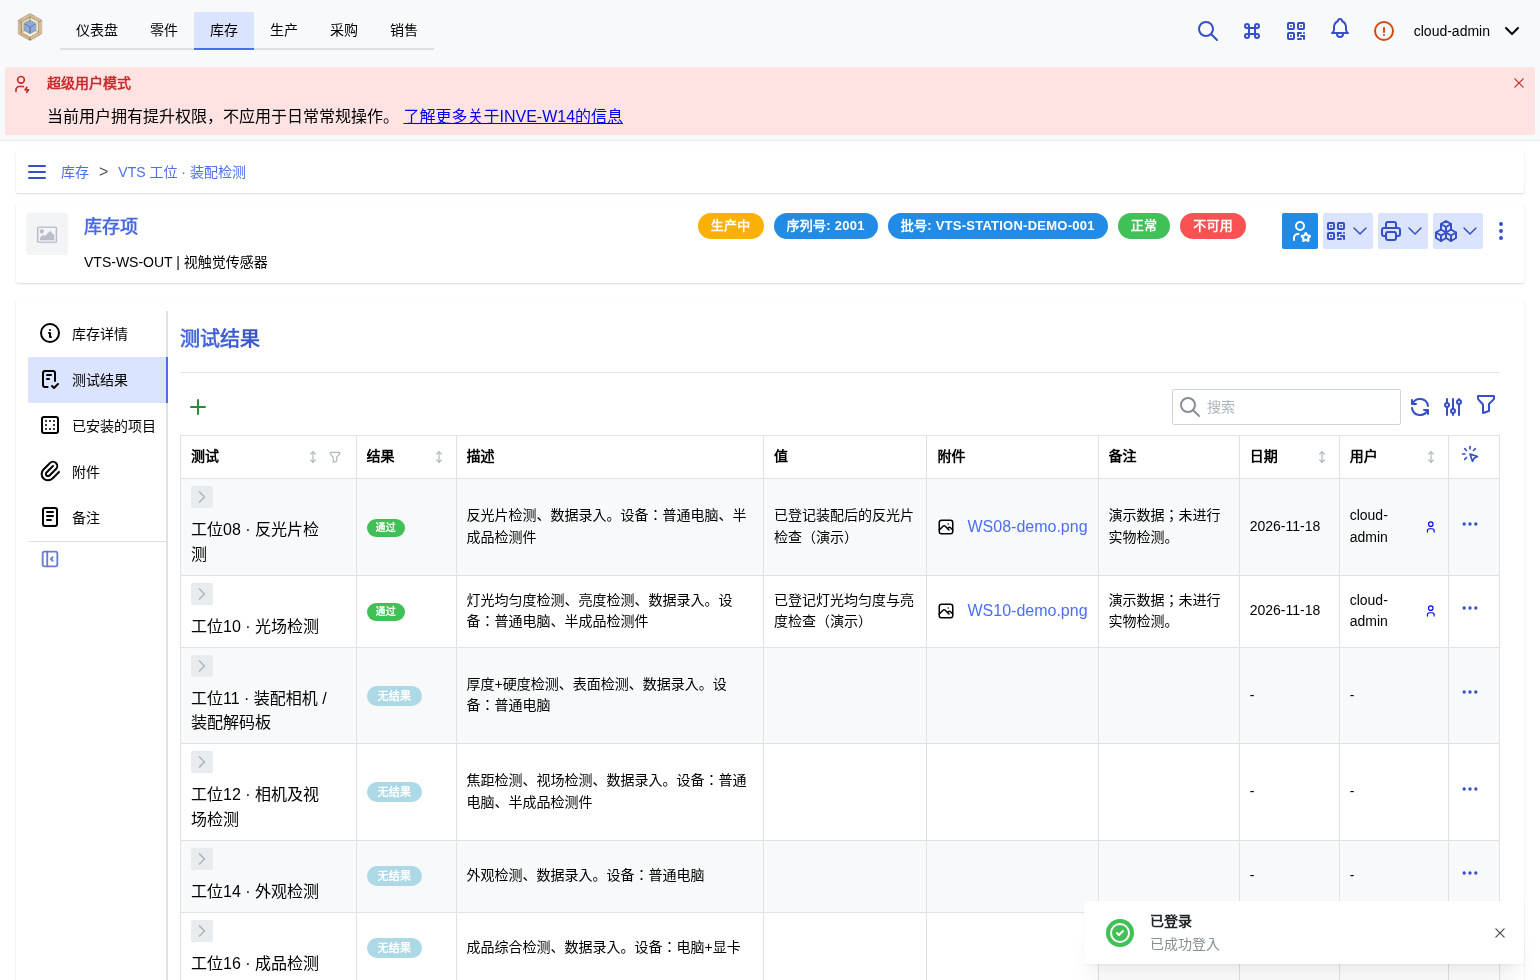 仪表盘 零件 库存 生产 采购 销售 cloud-admin
超级用户模式
当前用户拥有提升权限，不应用于日常常规操作。 了解更多关于INVE-W14的信息
库存 > VTS 工位 · 装配检测
库存项 生产中 序列号: 2001 批号: VTS-STATION-DEMO-001 正常 不可用
VTS-WS-OUT | 视触觉传感器
库存详情
测试结果
已安装的项目
附件
备注
测试结果
搜索
测试 结果 描述 值 附件 备注 日期 用户
工位08 · 反光片检
测
通过
反光片检测、数据录入。设备：普通电脑、半
成品检测件
已登记装配后的反光片
检查（演示）
WS08-demo.png
演示数据；未进行
实物检测。
2026-11-18
cloud-
admin
工位10 · 光场检测
通过
灯光均匀度检测、亮度检测、数据录入。设
备：普通电脑、半成品检测件
已登记灯光均匀度与亮
度检查（演示）
WS10-demo.png
演示数据；未进行
实物检测。
2026-11-18
cloud-
admin
工位11 · 装配相机 /
装配解码板
无结果
厚度+硬度检测、表面检测、数据录入。设
备：普通电脑
- -
工位12 · 相机及视
场检测
无结果
焦距检测、视场检测、数据录入。设备：普通
电脑、半成品检测件
- -
工位14 · 外观检测
无结果
外观检测、数据录入。设备：普通电脑
- -
工位16 · 成品检测
无结果
成品综合检测、数据录入。设备：电脑+显卡
已登录
已成功登入